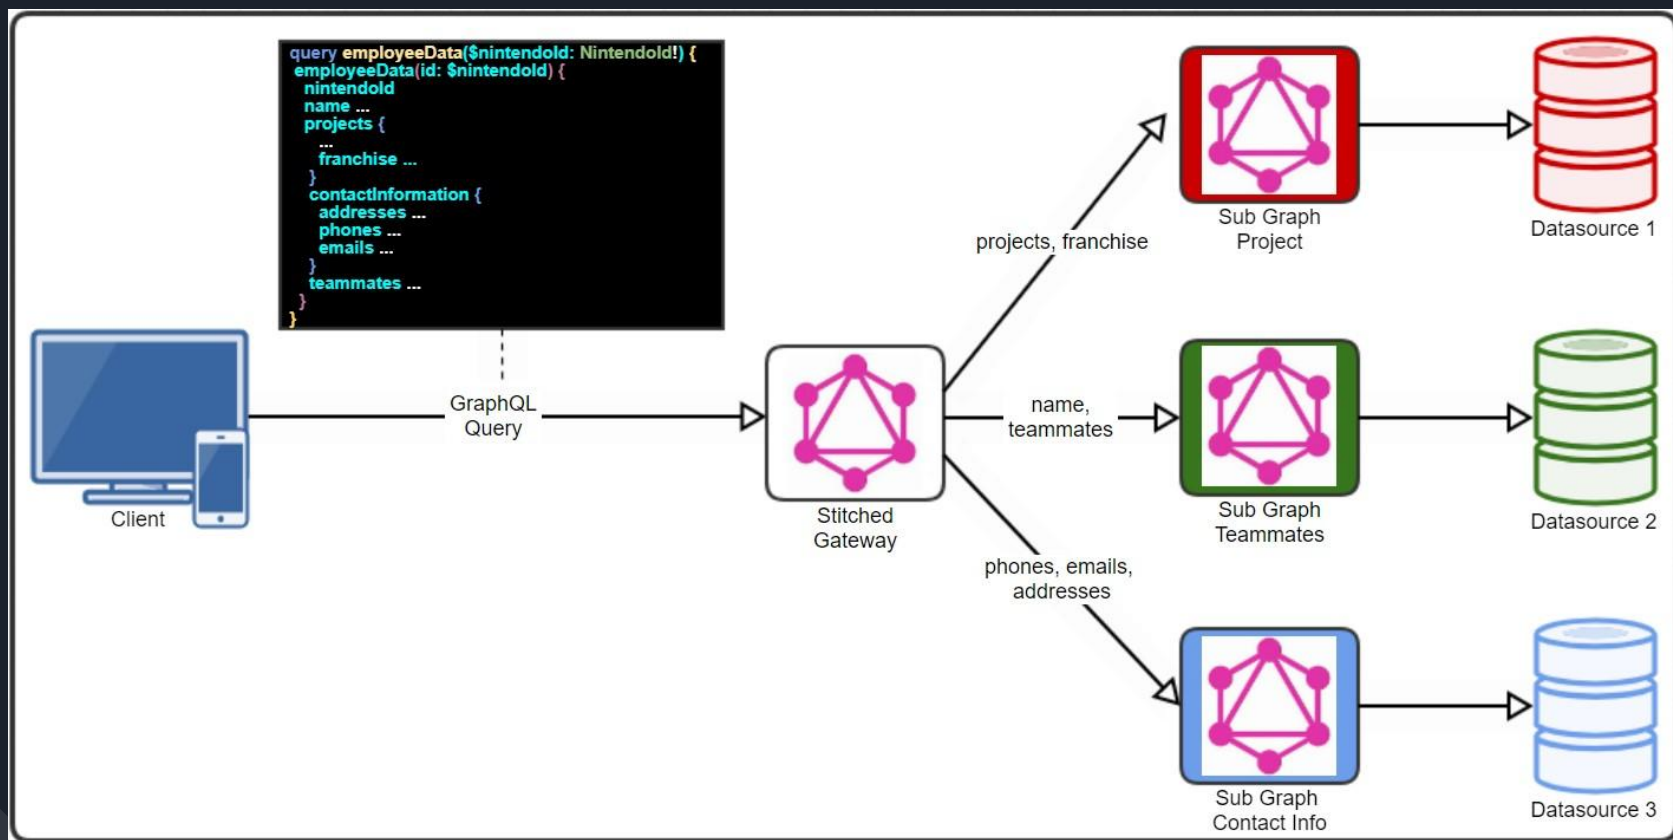 query employeeData($nintendoId: NintendoId!) {
employeeData(id: $nintendoId) {
nintendoId
name ...
projects {
...
franchise ...
}
contactInformation {
addresses ...
phones ...
emails ...
}
teammates ...
}
}
Client
GraphQL
Query
Stitched
Gateway
projects, franchise
name,
teammates
phones, emails,
addresses
Sub Graph
Project
Datasource 1
Sub Graph
Teammates
Datasource 2
Sub Graph
Contact Info
Datasource 3